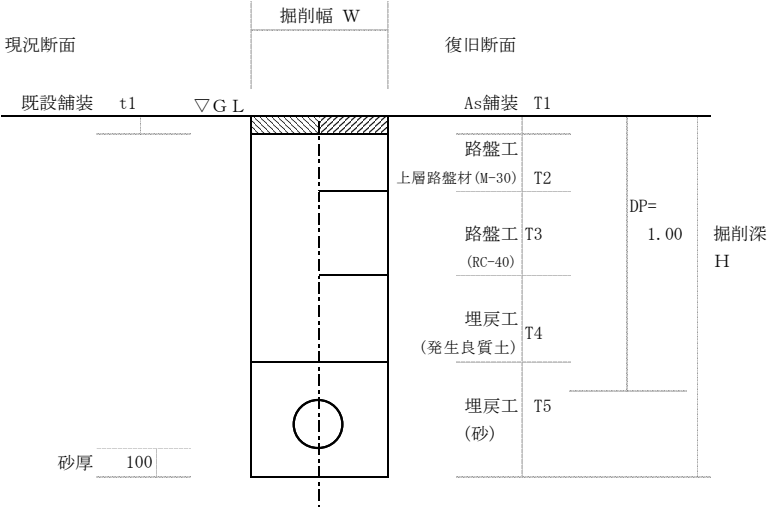 掘削幅 W
現況断面
復旧断面
既設舗装 t1
▽ＧＬ
As舗装 T1
路盤工
上層路盤材(M-30) T2
DP=
路盤工 T3
1.00
掘削深
(RC-40)
Ｈ
埋戻工
T4
(発生良質土)
埋戻工 T5
(砂)
砂厚 100